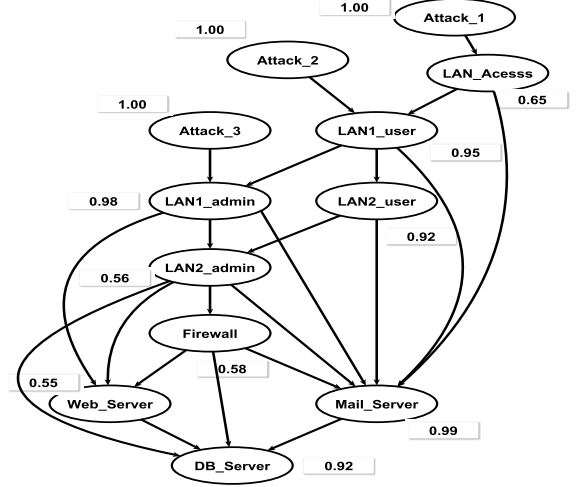 1.00
Attack_1
1.00
Attack_2
LAN_Acesss
0.65
1.00
Attack_3
LAN1_user
0.95
0.98
LAN1_admin
LAN2_user
0.92
LAN2_admin
0.56
Firewall
0.58
0.55
Web_Server
Mail_Server
0.99
DB_Server
0.92